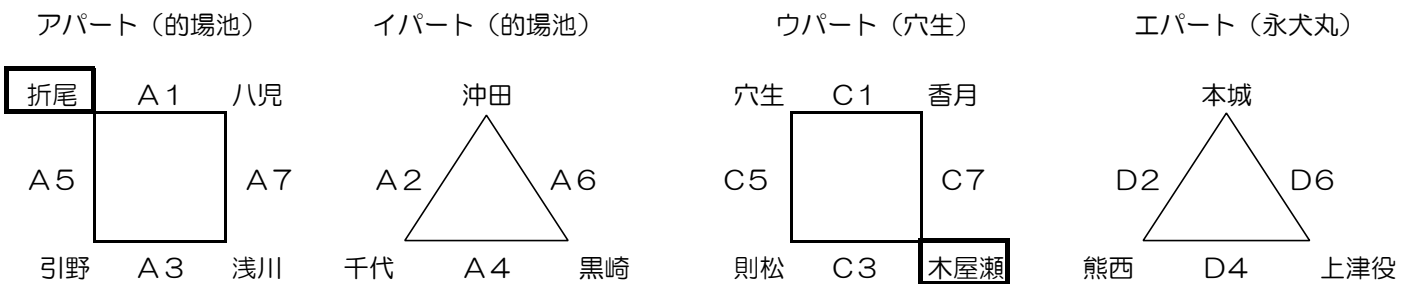 アパート（的場池） イパート（的場池） ウパート（穴生） エパート（永犬丸）
折尾 A1 八児 沖田 穴生 C1 香月 本城
A5 A7 A2 A6 C5 C7 D2 D6
引野 A3 浅川 千代 A4 黒崎 則松 C3 木屋瀬 熊西 D4 上津役